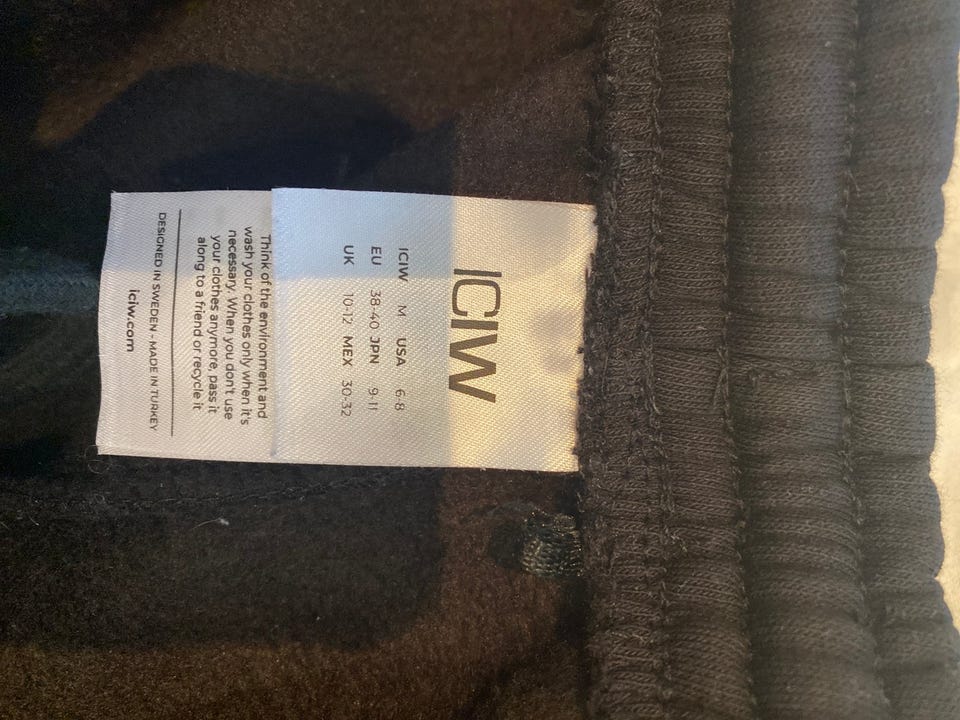 ICIW
ICIW M USA 6-8
EU 38-40 JPN 9-11
UK 10-12 MEX 30-32
Think of the environment and
wash your clothes only when it's
necessary. When you don't use
your clothes anymore, pass it
along to a friend or recycle it
DESIGNED IN SWEDEN - MADE IN TURKEY
iciw.com